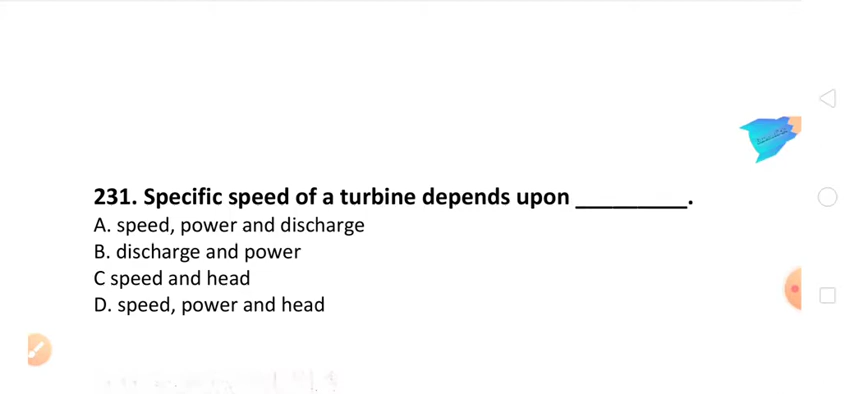 231. Specific speed of a turbine depends upon _________.
A. speed, power and discharge
B. discharge and power
C speed and head
D. speed, power and head